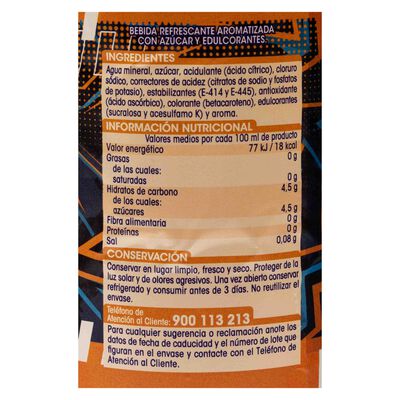 BEBIDA REFRESCANTE AROMATIZADA
CON AZÚCAR Y EDULCORANTES.
INGREDIENTES
Agua mineral, azúcar, acidulante (ácido cítrico), cloruro
sódico, correctores de acidez (citratos de sodio y fosfatos
de potasio), estabilizantes (E-414 y E-445), antioxidante
(ácido ascórbico), colorante (betacaroteno), edulcorantes
(sucralosa y acesulfamo K) y aroma.
INFORMACIÓN NUTRICIONAL
Valores medios por cada 100 ml de producto
Valor energético 77 kJ / 18 kcal
Grasas 0 g
de las cuales:
saturadas 0 g
Hidratos de carbono 4,5 g
de los cuales:
azúcares 4,5 g
Fibra alimentaria 0 g
Proteínas 0 g
Sal 0,08 g
CONSERVACIÓN
Conservar en lugar limpio, fresco y seco. Proteger de la
luz solar y de olores agresivos. Una vez abierto conservar
refrigerado y consumir antes de 3 días. No reutilizar el
envase.
Teléfono de
Atención al Cliente: 900 113 213
Para cualquier sugerencia o reclamación anote los
datos de fecha de caducidad y el número de lote que
figuran en el envase y contacte con el Teléfono de
Atención al Cliente.